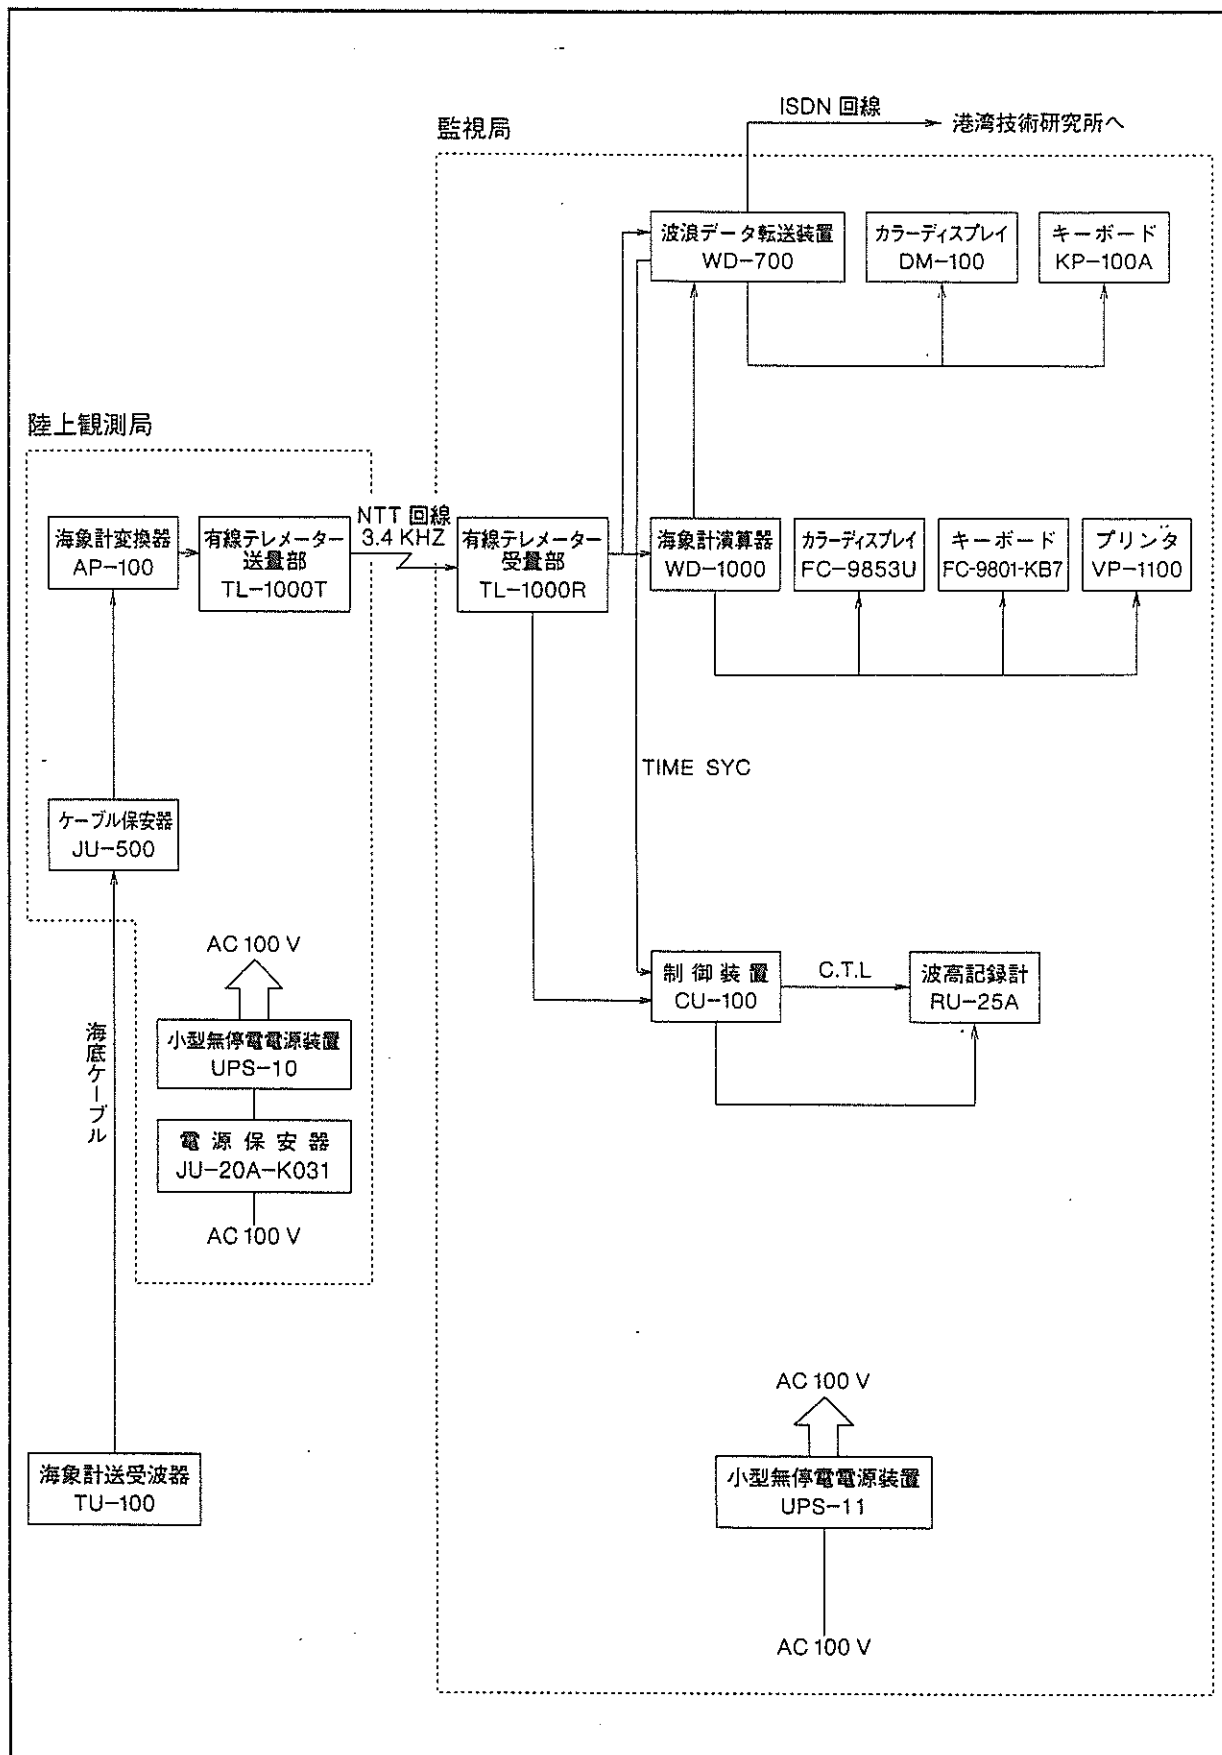 ISDN 回線
港湾技術研究所へ
監視局
波浪データ転送装置
WD-700
カラーディスプレイ
DM-100
キーボード
KP-100A
陸上観測局
海象計変換器
AP-100
有線テレメーター
送量部
TL-1000T
NTT 回線
3.4 KHZ
有線テレメーター
受量部
TL-1000R
海象計演算器
WD-1000
カラーディスプレイ
FC-9853U
キーボード
FC-9801-KB7
プリンタ
VP-1100
TIME SYC
ケーブル保安器
JU-500
AC 100 V
小型無停電電源装置
UPS-10
電源保安器
JU-20A-K031
AC 100 V
海底ケーブル
制御装置
CU-100
C.T.L
波高記録計
RU-25A
海象計送受波器
TU-100
AC 100 V
小型無停電電源装置
UPS-11
AC 100 V